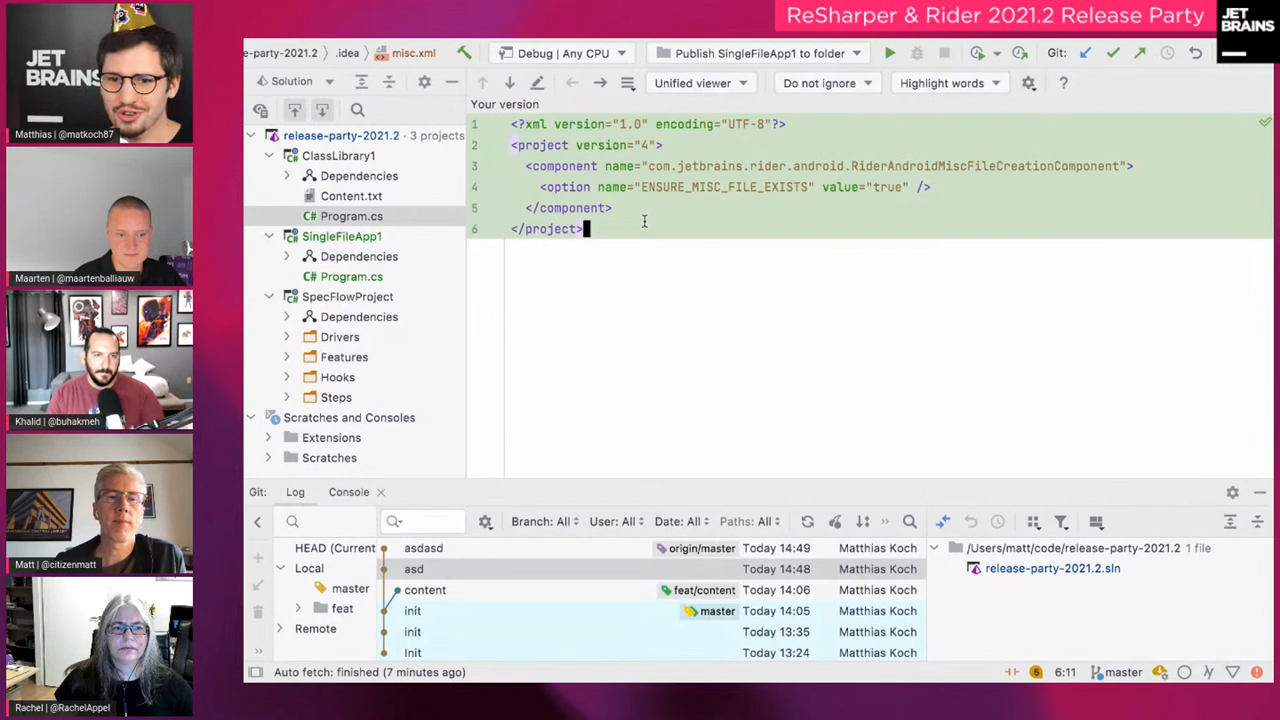 ReSharper & Rider 2021.2 Release Party
JET
BRAINS
JET
BRAINS
Matthias | @matkoch87
Maarten | @maartenballiauw
Khalid | @buhakmeh
Matt | @citizenmatt
Rachel | @RachelAppel
e-party-2021.2 .idea misc.xml
Debug | Any CPU
Publish SingleFileApp1 to folder
Git:
Solution
Unified viewer
Do not ignore
Highlight words
?
Your version
release-party-2021.2 · 3 projects
ClassLibrary1
Dependencies
Content.txt
C# Program.cs
SingleFileApp1
Dependencies
C# Program.cs
SpecFlowProject
Dependencies
Drivers
Features
Hooks
Steps
Scratches and Consoles
Extensions
Scratches
1 <?xml version="1.0" encoding="UTF-8"?>
2 <project version="4">
3 <component name="com.jetbrains.rider.android.RiderAndroidMiscFileCreationComponent">
4 <option name="ENSURE_MISC_FILE_EXISTS" value="true" />
5 </component>
6 </project>
Git: Log Console
Branch: All User: All Date: All Paths: All
HEAD (Current
Local
master
feat
Remote
asdasd origin/master Today 14:49 Matthias Koch
asd Today 14:48 Matthias Koch
content feat/content Today 14:06 Matthias Koch
init master Today 14:05 Matthias Koch
init Today 13:35 Matthias Koch
Init Today 13:24 Matthias Koch
/Users/matt/code/release-party-2021.2 1 file
release-party-2021.2.sln
Auto fetch: finished (7 minutes ago)
5 6:11 master